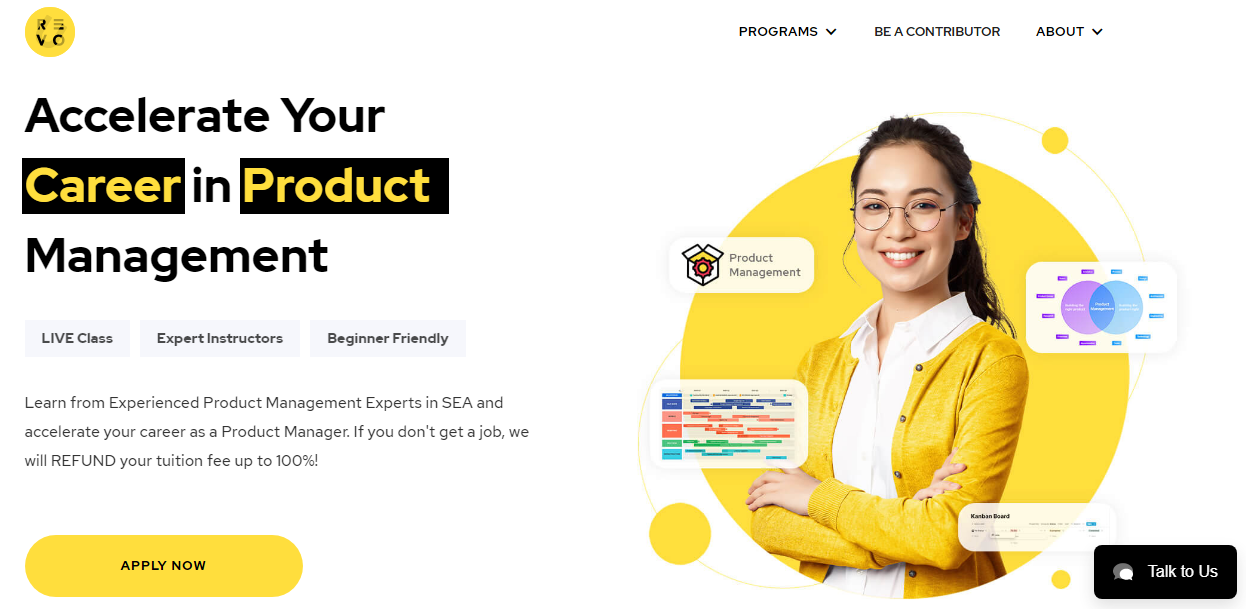 REVO
PROGRAMS
BE A CONTRIBUTOR
ABOUT
Accelerate Your
Career in Product
Management
LIVE Class
Expert Instructors
Beginner Friendly
Learn from Experienced Product Management Experts in SEA and
accelerate your career as a Product Manager. If you don't get a job, we
will REFUND your tuition fee up to 100%!
APPLY NOW
Product
Management
Product
Management
Kanban Board
Talk to Us